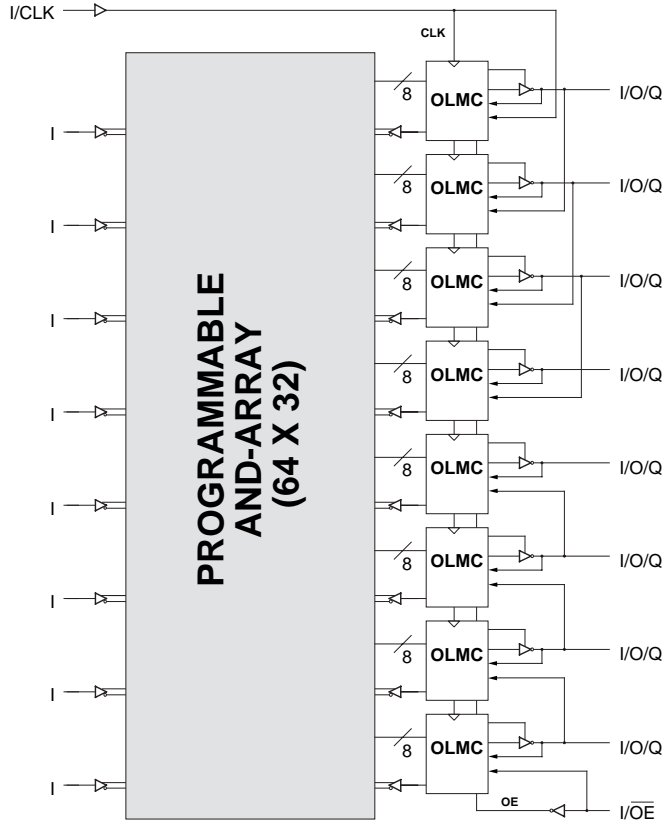 I/CLK
CLK
8
OLMC
I/O/Q
I
8
OLMC
I/O/Q
I
8
OLMC
I/O/Q
I
8
OLMC
I/O/Q
I
8
OLMC
I/O/Q
I
8
OLMC
I/O/Q
I
8
OLMC
I/O/Q
I
8
OLMC
I/O/Q
I
PROGRAMMABLE
AND-ARRAY
(64 X 32)
OE
I/O̅E̅